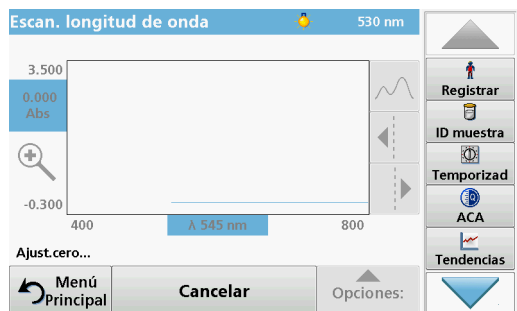 Escan. longitud de onda
530 nm
3.500
0.000
Abs
-0.300
400
λ 545 nm
800
Ajust.cero...
Menú
Principal
Cancelar
Opciones:
Registrar
ID muestra
Temporizad
ACA
Tendencias